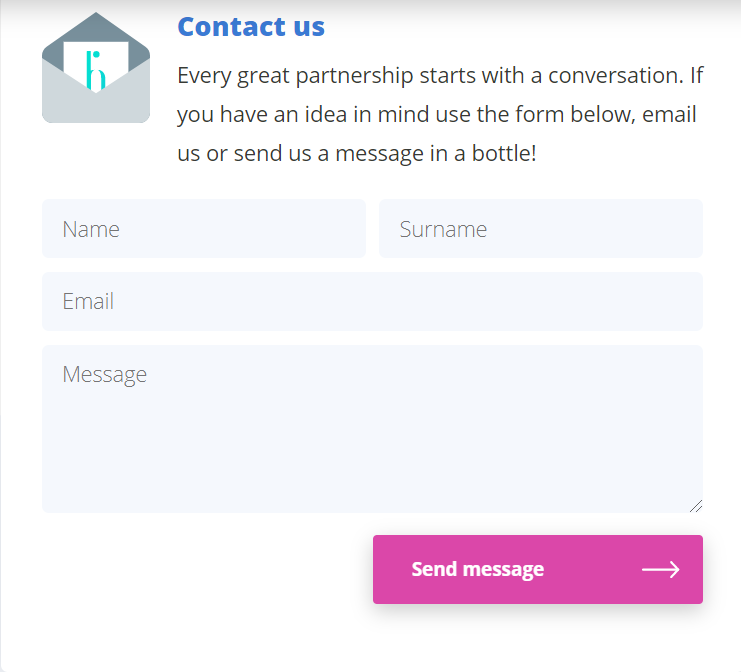 Contact us
Every great partnership starts with a conversation. If
you have an idea in mind use the form below, email
us or send us a message in a bottle!
Name Surname
Email
Message
Send message